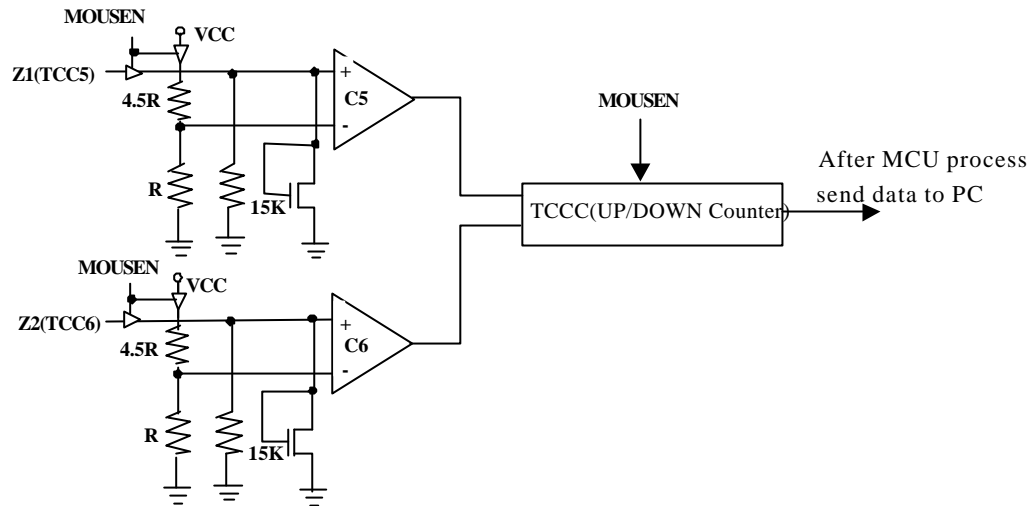 MOUSEN
VCC
Z1(TCC5)
4.5R
+
C5
-
R
15K
MOUSEN
VCC
Z2(TCC6)
4.5R
+
C6
-
R
15K
MOUSEN
TCCC(UP/DOWN Counter)
After MCU process
send data to PC